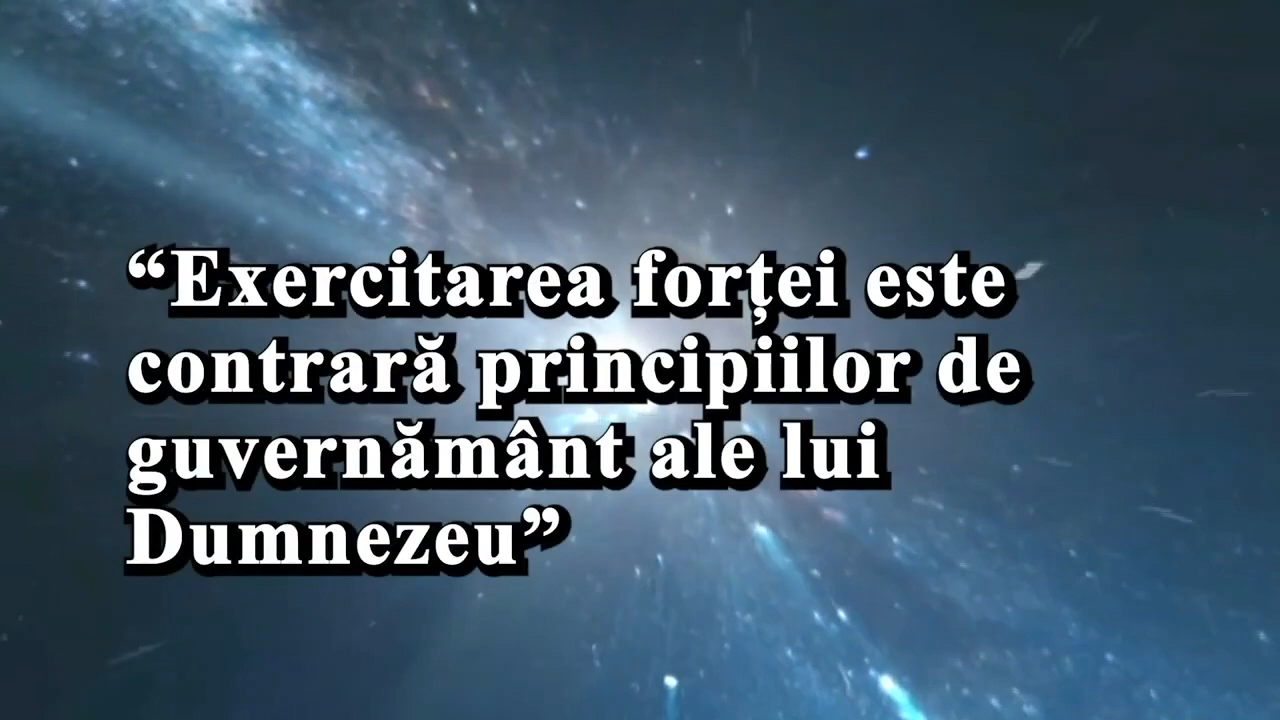 “Exercitarea forței este
contrară principiilor de
guvernământ ale lui
Dumnezeu”